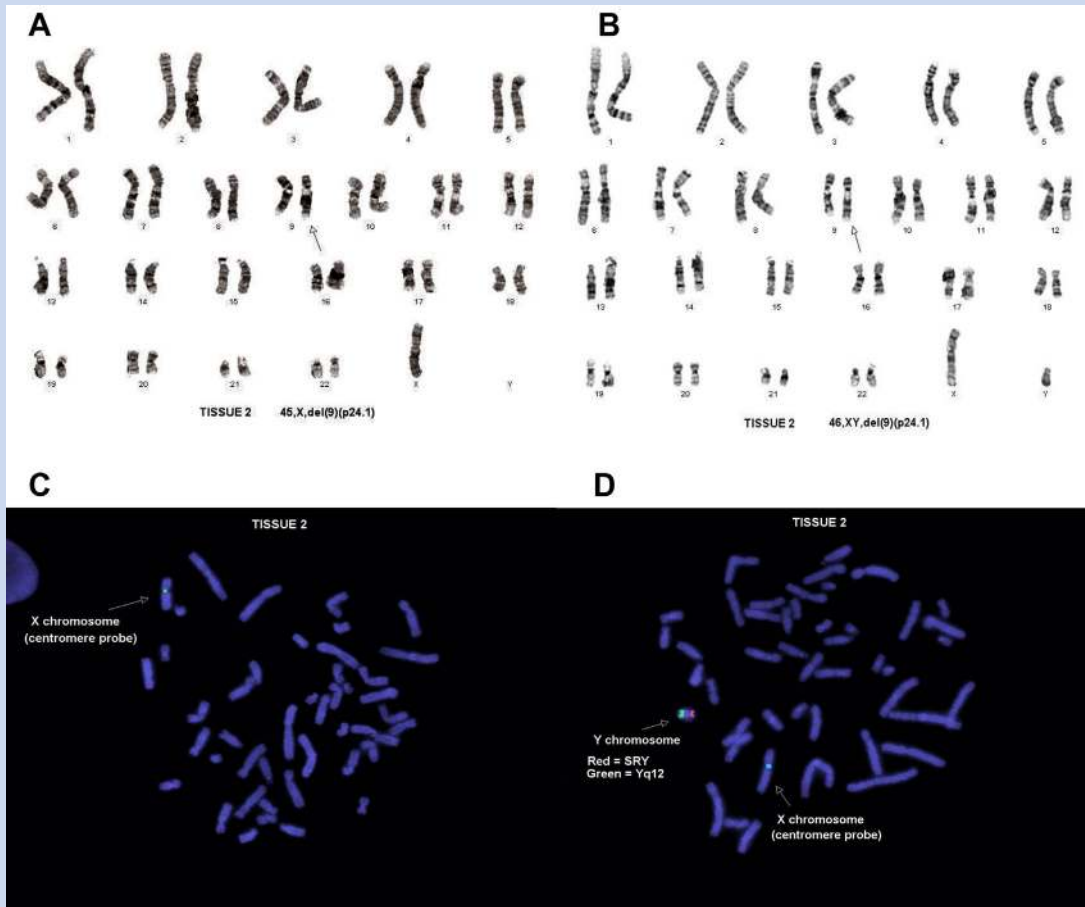 A
B
1 2 3 4 5
6 7 8 9 10 11 12
13 14 15 16 17 18
19 20 21 22 X Y
TISSUE 2 45,X,del(9)(p24.1)
1 2 3 4 5
6 7 8 9 10 11 12
13 14 15 16 17 18
19 20 21 22 X Y
TISSUE 2 46,XY,del(9)(p24.1)
C
D
TISSUE 2
X chromosome
(centromere probe)
TISSUE 2
Y chromosome
Red = SRY
Green = Yq12
X chromosome
(centromere probe)